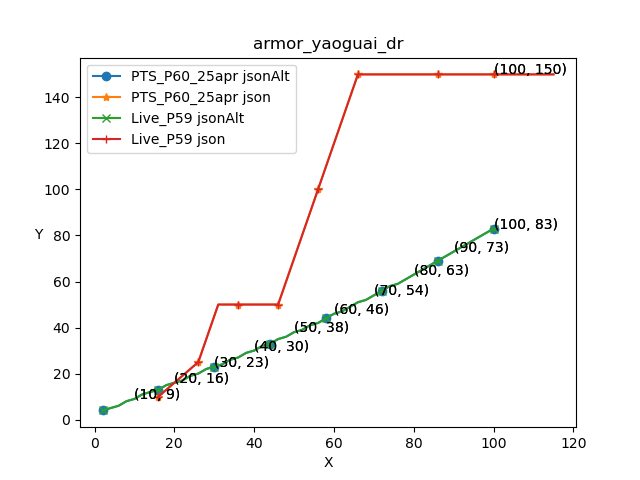 armor_yaoguai_dr
PTS_P60_25apr jsonAlt
PTS_P60_25apr json
Live_P59 jsonAlt
Live_P59 json
(100, 150)
(100, 83)
(90, 73)
(80, 63)
(70, 54)
(60, 46)
(50, 38)
(40, 30)
(30, 23)
(20, 16)
(10, 9)
140
120
100
80
60
40
20
0
Y
0 20 40 60 80 100 120
X